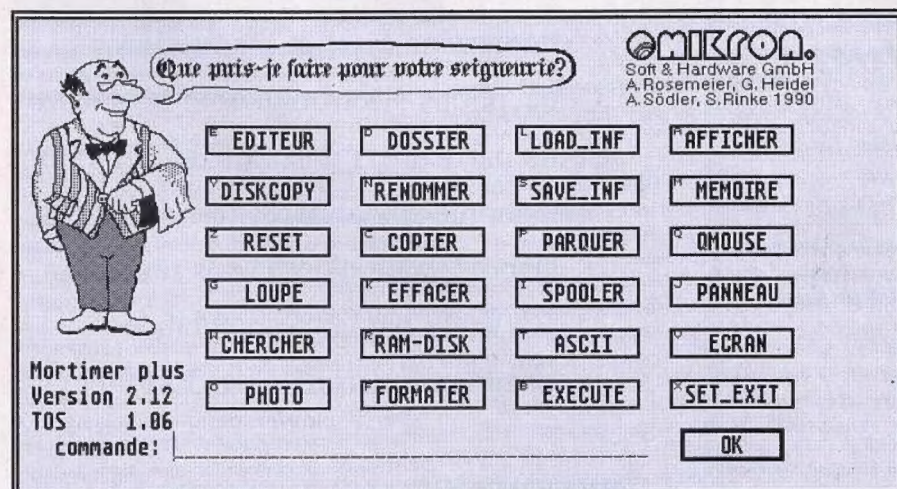 Que puis-je faire pour votre seigneurie?
OMIKRON.
Soft & Hardware GmbH
A. Rosemeier, G. Heidel
A. Södler, S. Rinke 1990
E EDITEUR D DOSSIER L LOAD_INF A AFFICHER
Y DISKCOPY N RENOMMER S SAVE_INF M MEMOIRE
Z RESET C COPIER P PARQUER Q QMOUSE
G LOUPE K EFFACER I SPOOLER J PANNEAU
H CHERCHER R RAM-DISK T ASCII V ECRAN
O PHOTO F FORMATER B EXECUTE X SET_EXIT
Mortimer plus
Version 2.12
TOS 1.06
commande:
OK